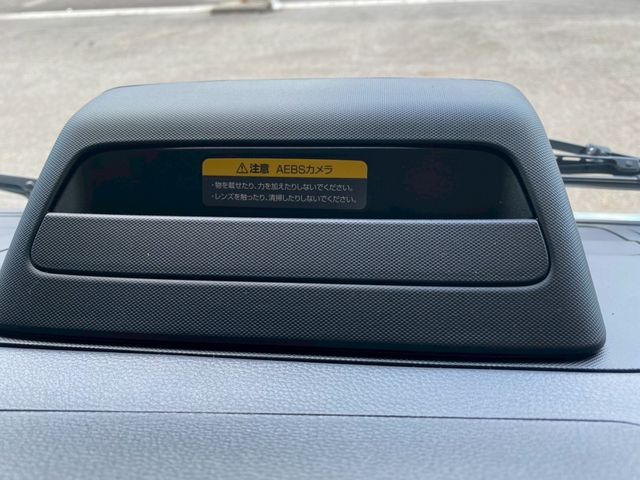 ⚠注意 AEBSカメラ
・物を載せたり、力を加えたりしないでください。
・レンズを触ったり、清掃したりしないでください。